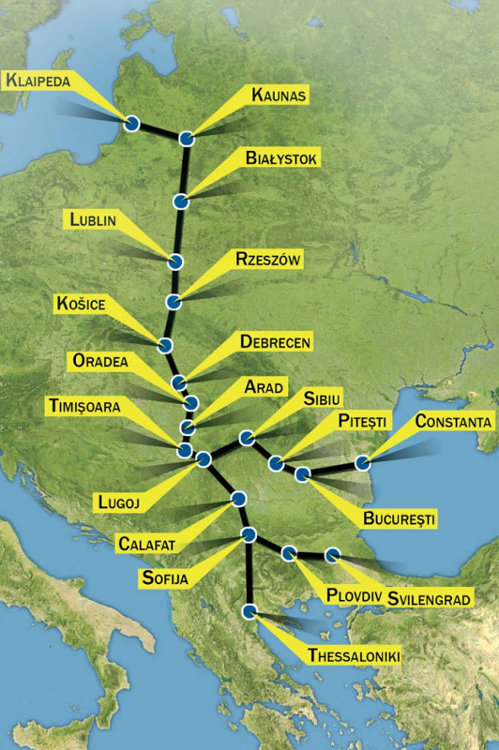 KLAIPEDA
KAUNAS
BIAŁYSTOK
LUBLIN
RZESZÓW
KOŠICE
DEBRECEN
ORADEA
ARAD
SIBIU
TIMIŞOARA
PITEŞTI
CONSTANTA
LUGOJ
BUCUREŞTI
CALAFAT
SOFIJA
PLOVDIV
SVILENGRAD
THESSALONIKI